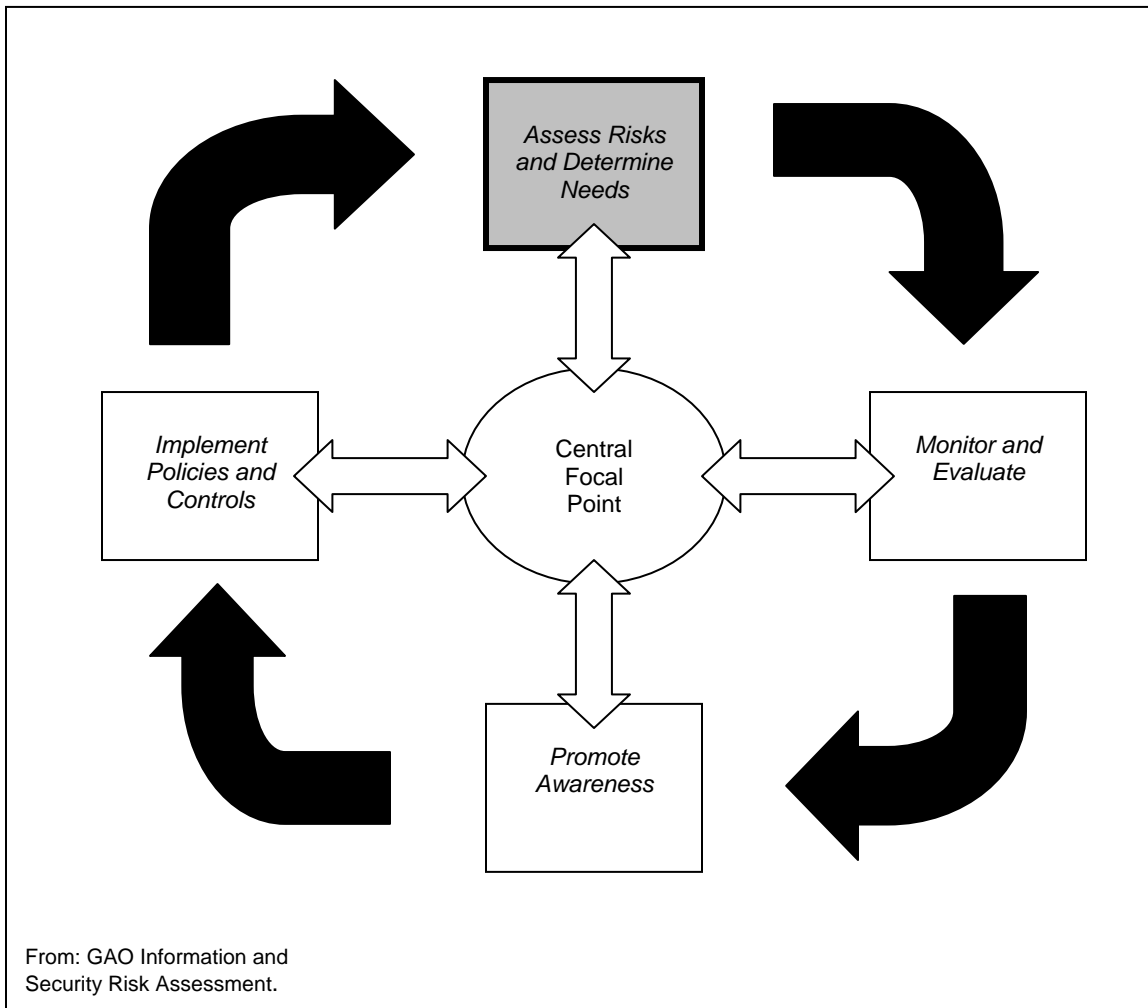 Assess Risks
and Determine
Needs
Implement
Policies and
Controls
Central
Focal
Point
Monitor and
Evaluate
Promote
Awareness
From: GAO Information and
Security Risk Assessment.